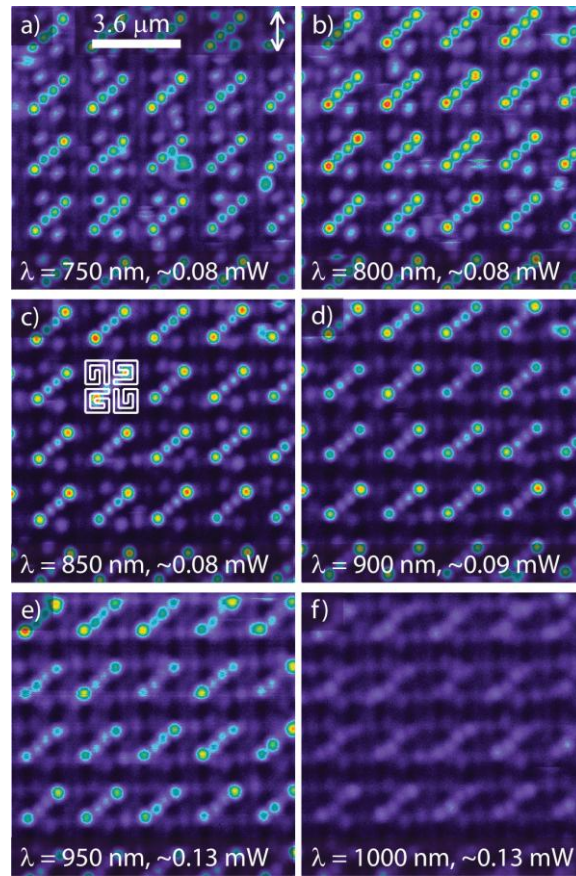 a)
3.6 μm
b)
λ = 750 nm, ~0.08 mW
λ = 800 nm, ~0.08 mW
c)
d)
λ = 850 nm, ~0.08 mW
λ = 900 nm, ~0.09 mW
e)
f)
λ = 950 nm, ~0.13 mW
λ = 1000 nm, ~0.13 mW